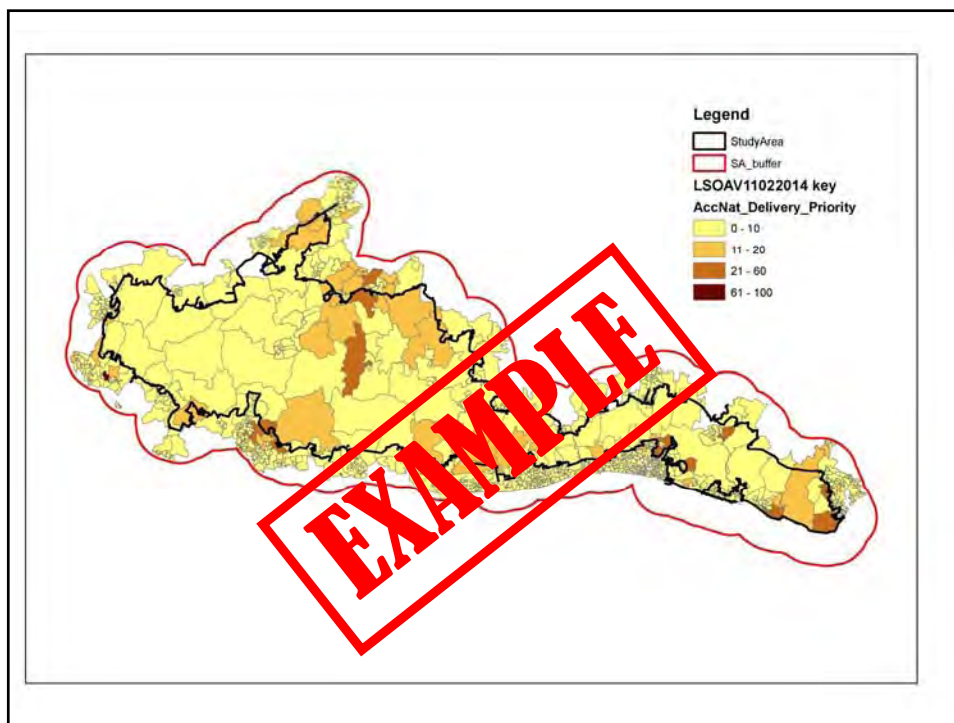 Legend
StudyArea
SA_buffer
LSOAV11022014 key
AccNat_Delivery_Priority
0 - 10
11 - 20
21 - 60
61 - 100
EXAMPLE